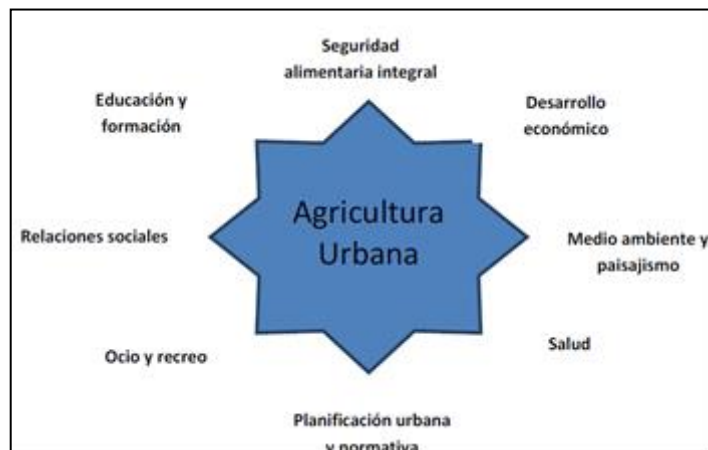 Seguridad
alimentaria integral
Educación y
formación
Desarrollo
económico
Agricultura
Urbana
Relaciones sociales
Medio ambiente y
paisajismo
Ocio y recreo
Salud
Planificación urbana
y normativa